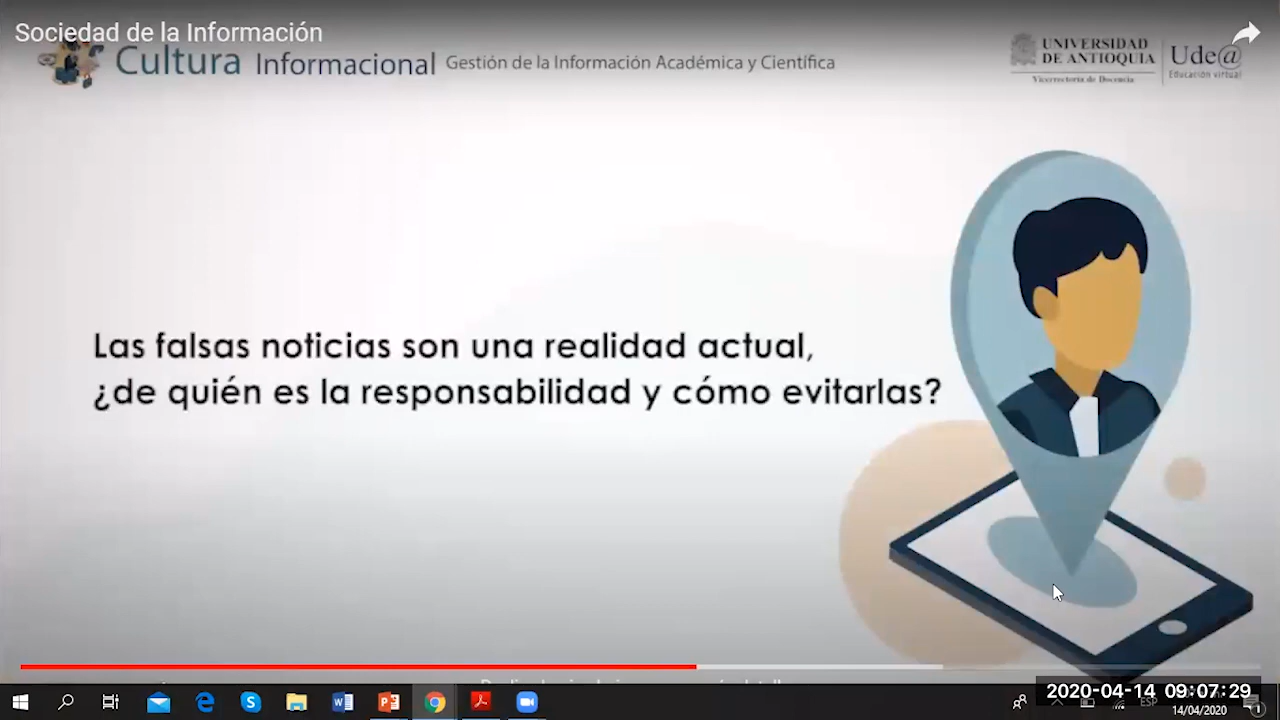 Sociedad de la Información
Cultura Informacional Gestión de la Información Académica y Científica
UNIVERSIDAD
DE ANTIOQUIA
Vicerrectoría de Docencia
Ude@
Educación virtual
Las falsas noticias son una realidad actual,
¿de quién es la responsabilidad y cómo evitarlas?
2020-04-14 09:07:29
ESP
14/04/2020